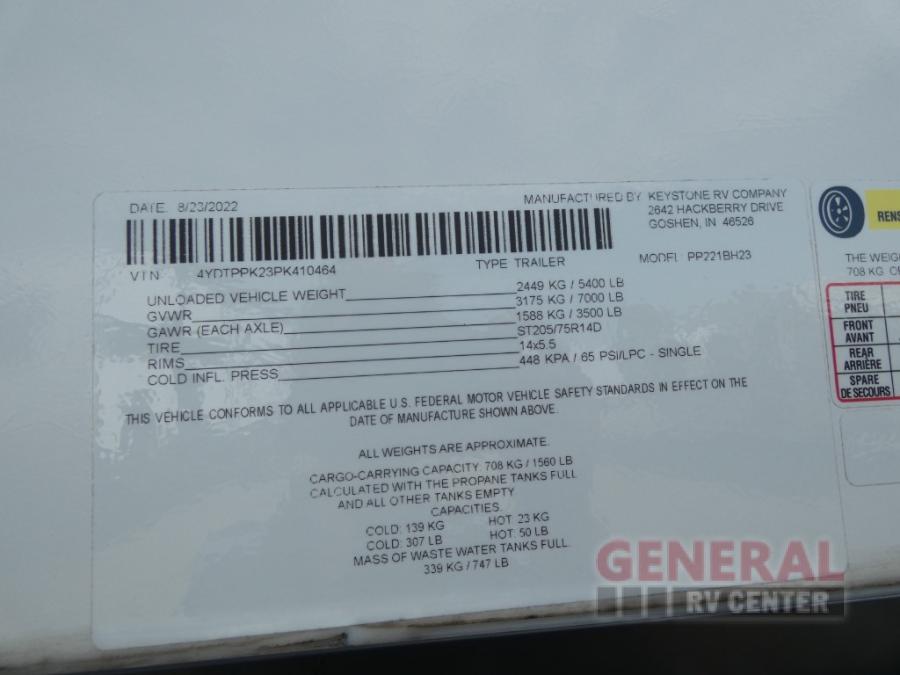 DATE. 8/23/2022
MANUFACTURED BY KEYSTONE RV COMPANY
2642 HACKBERRY DRIVE
GOSHEN, IN 46526
VIN 4YDTPPK23PK410464
TYPE TRAILER
MODEL PP221BH23
UNLOADED VEHICLE WEIGHT 2449 KG / 5400 LB
GVWR 3175 KG / 7000 LB
GAWR (EACH AXLE) 1588 KG / 3500 LB
TIRE ST205/75R14D
RIMS 14x5.5
COLD INFL. PRESS 448 KPA / 65 PSI/LPC - SINGLE
THIS VEHICLE CONFORMS TO ALL APPLICABLE U.S. FEDERAL MOTOR VEHICLE SAFETY STANDARDS IN EFFECT ON THE
DATE OF MANUFACTURE SHOWN ABOVE.
ALL WEIGHTS ARE APPROXIMATE.
CARGO-CARRYING CAPACITY: 708 KG / 1560 LB
CALCULATED WITH THE PROPANE TANKS FULL
AND ALL OTHER TANKS EMPTY
CAPACITIES.
COLD: 139 KG HOT: 23 KG
COLD: 307 LB HOT: 50 LB
MASS OF WASTE WATER TANKS FULL
339 KG / 747 LB
RENS
THE WEIG
708 KG O
TIRE
PNEU
FRONT
AVANT
REAR
ARRIÈRE
SPARE
DE SECOURS
GENERAL
RV CENTER